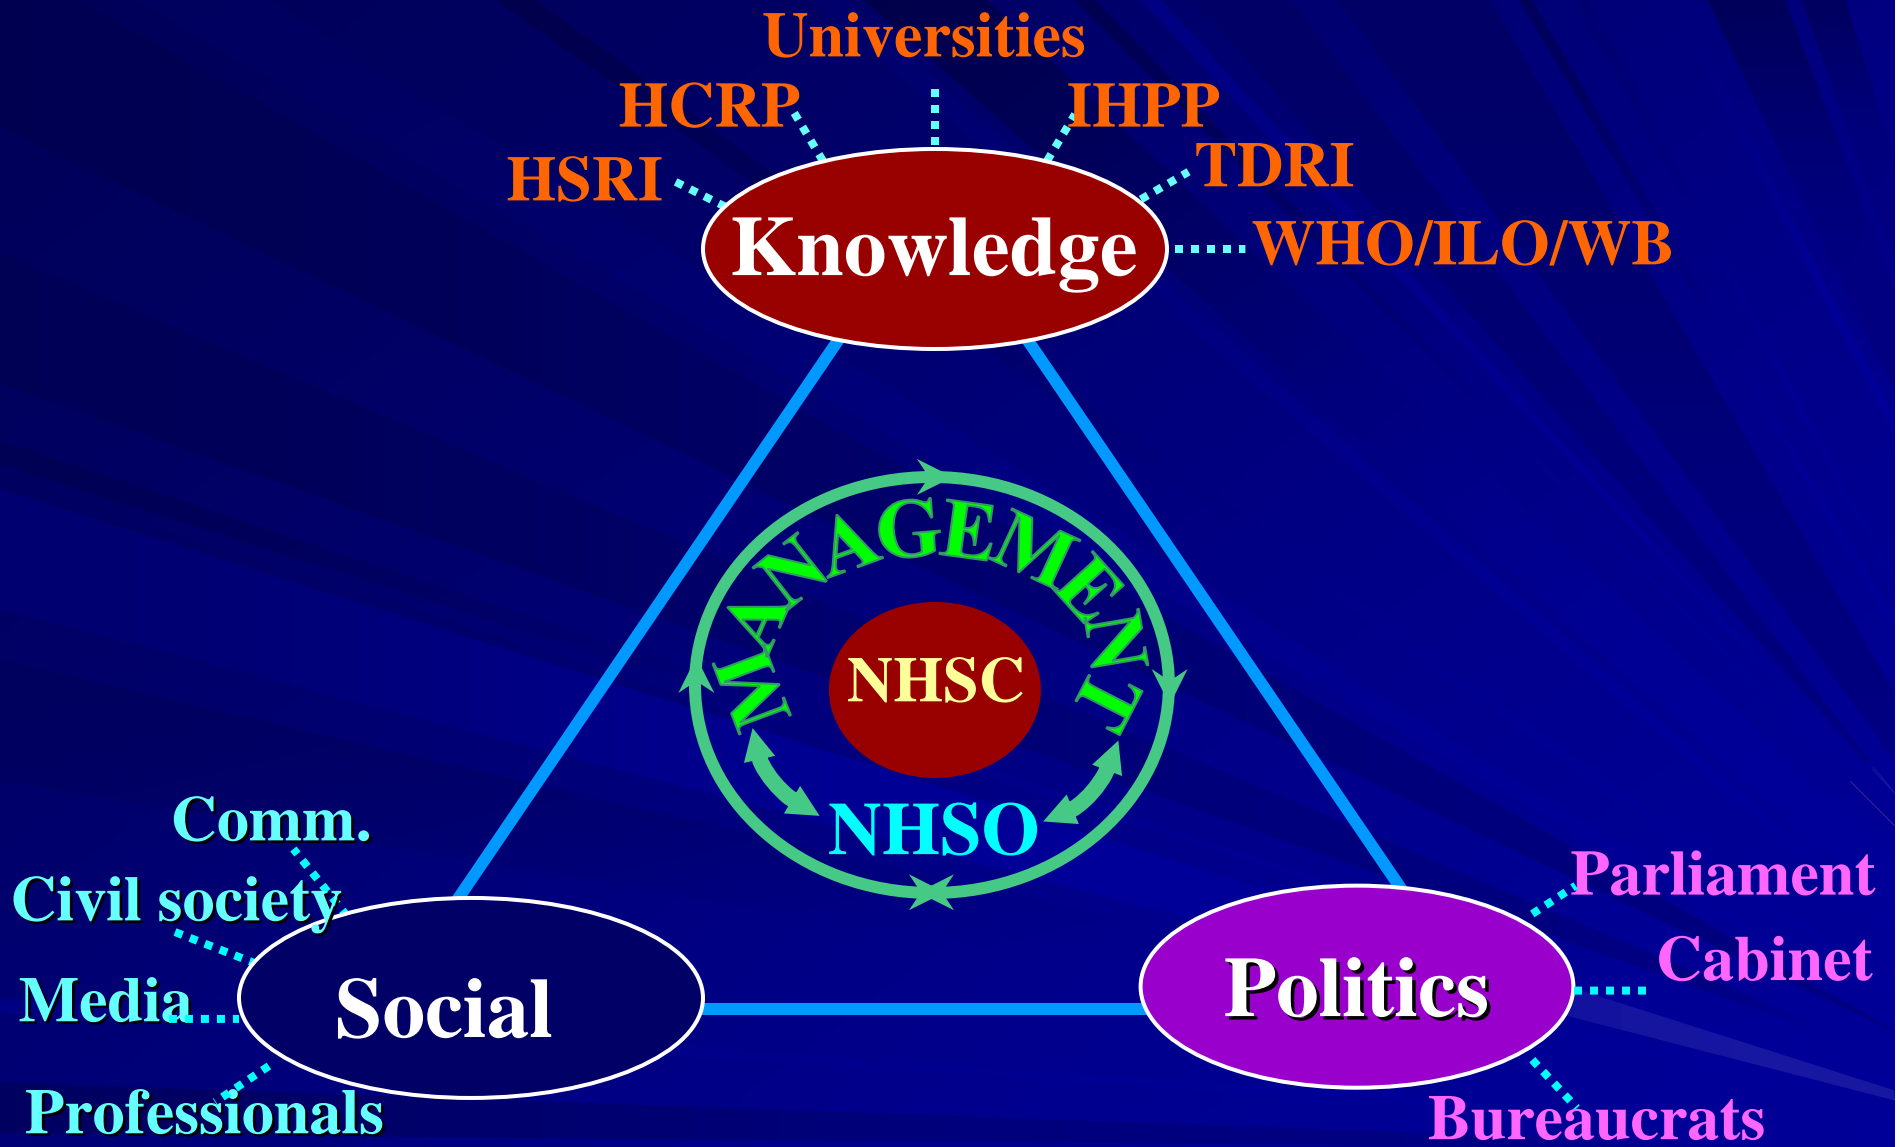 Universities
HCRP
IHPP
HSRI
TDRI
WHO/ILO/WB
Knowledge
MANAGEMENT
NHSC
NHSO
Comm.
Civil society
Media
Professionals
Social
Politics
Parliament
Cabinet
Bureaucrats